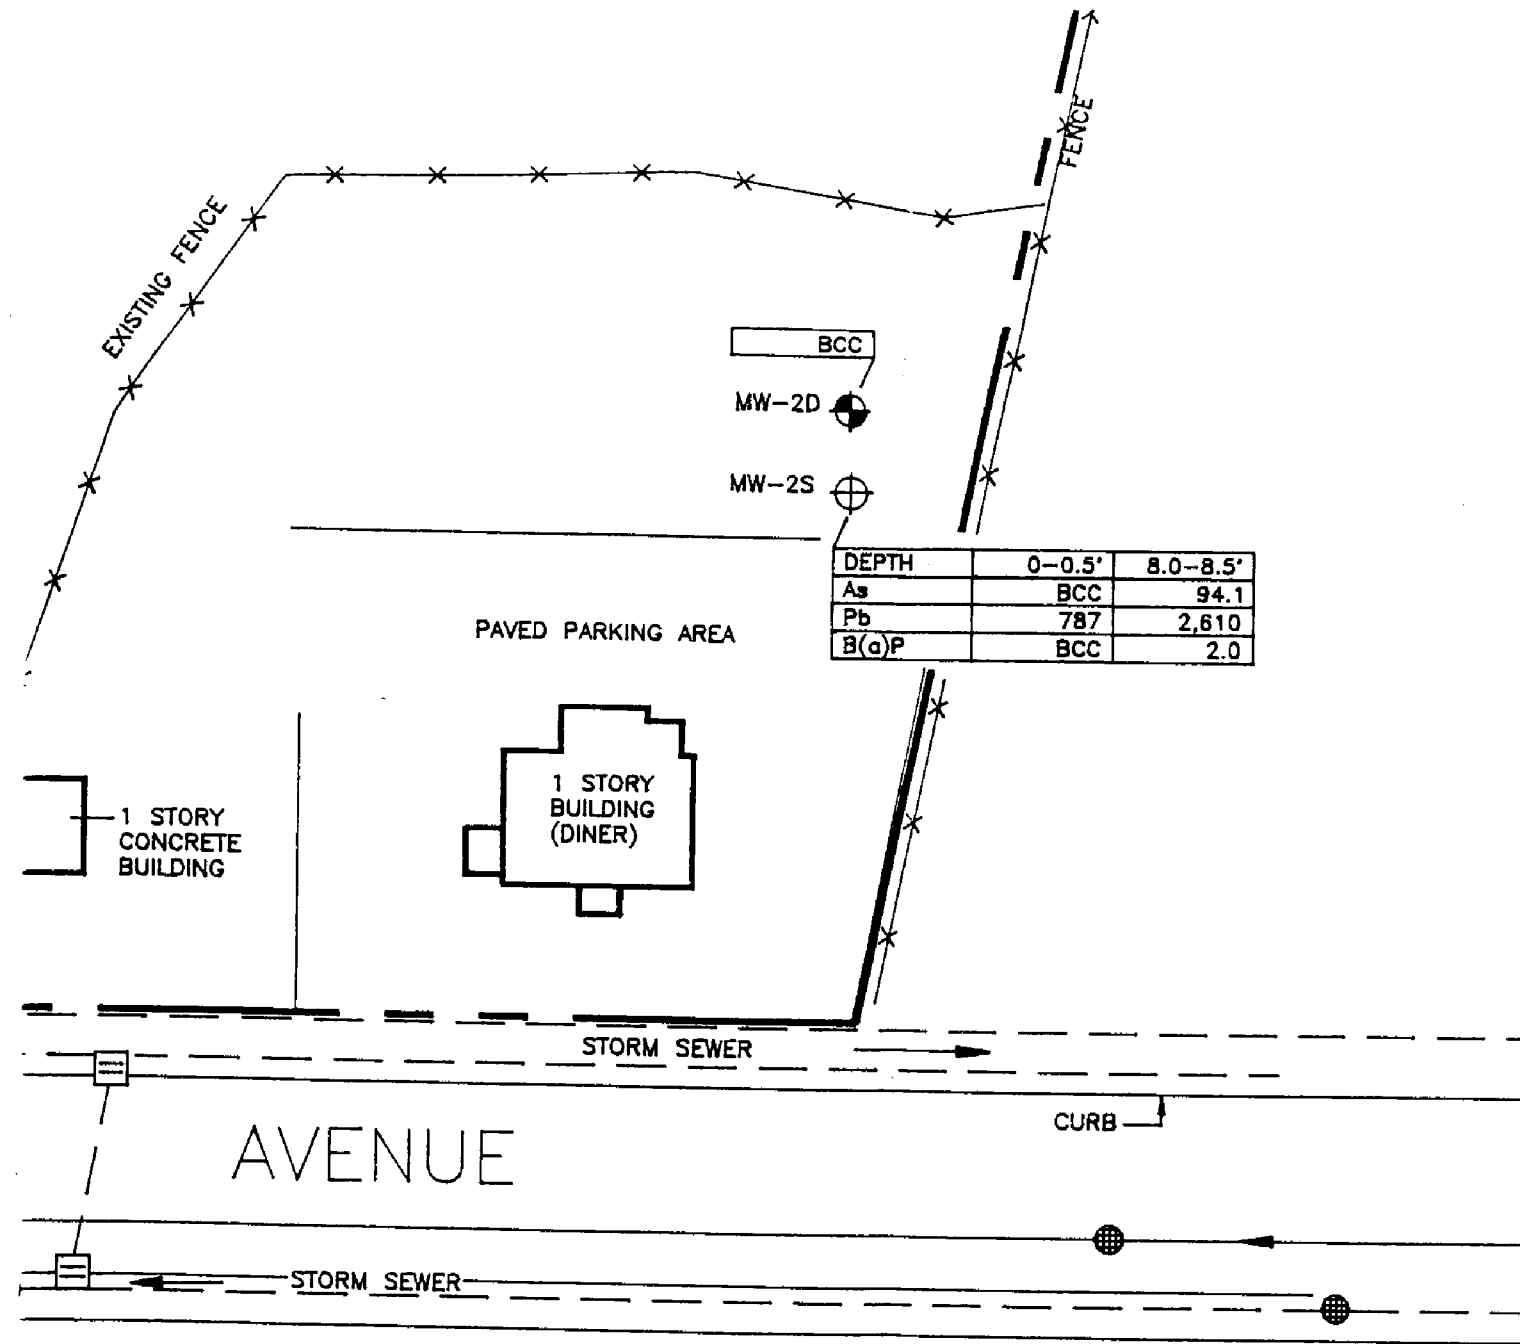 FENCE
EXISTING FENCE
BCC
MW-2D
MW-2S
DEPTH 0-0.5' 8.0-8.5'
As BCC 94.1
Pb 787 2,610
B(a)P BCC 2.0
PAVED PARKING AREA
1 STORY
BUILDING
(DINER)
1 STORY
CONCRETE
BUILDING
STORM SEWER
CURB
AVENUE
STORM SEWER